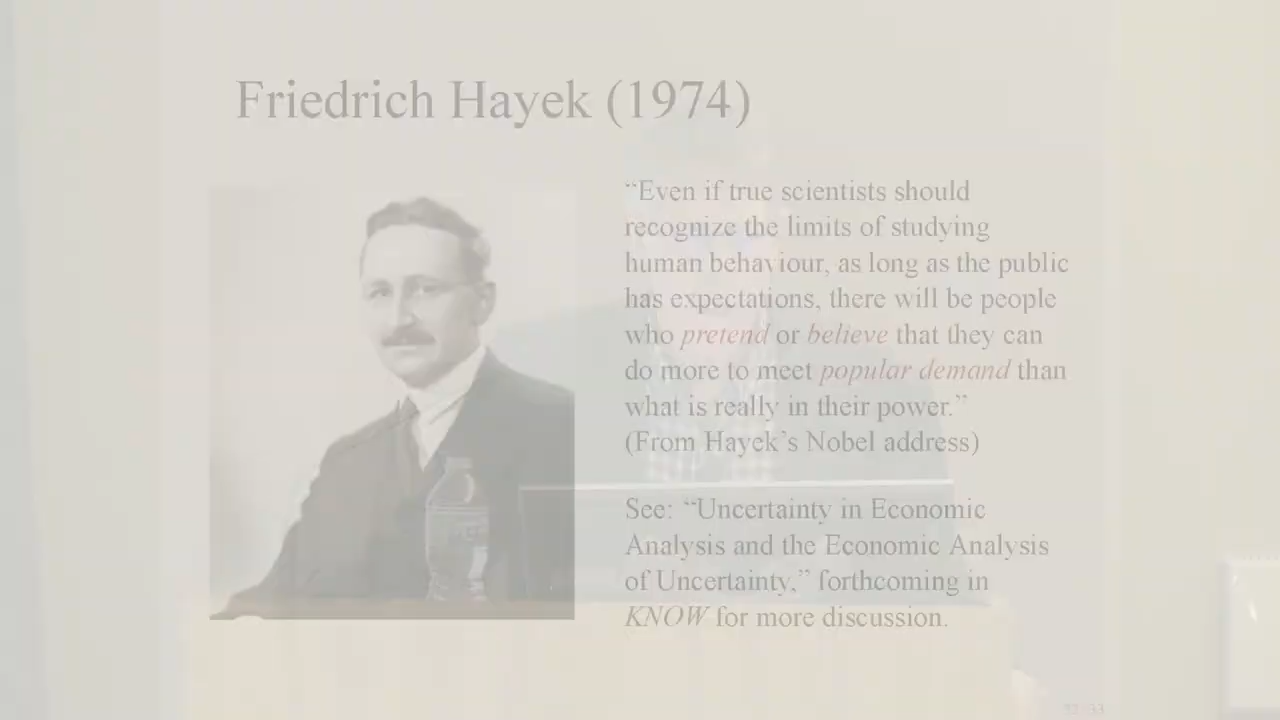 Friedrich Hayek (1974)
“Even if true scientists should
recognize the limits of studying
human behaviour, as long as the public
has expectations, there will be people
who pretend or believe that they can
do more to meet popular demand than
what is really in their power.”
(From Hayek’s Nobel address)
See: “Uncertainty in Economic
Analysis and the Economic Analysis
of Uncertainty,” forthcoming in
KNOW for more discussion.